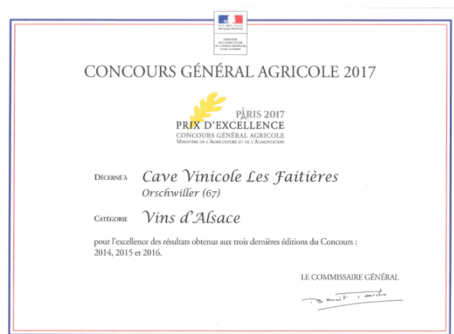 CONCOURS GÉNÉRAL AGRICOLE 2017
PARIS 2017
PRIX D'EXCELLENCE
CONCOURS GÉNÉRAL AGRICOLE
MINISTÈRE DE L'AGRICULTURE ET DE L'ALIMENTATION
DÉCERNÉ À Cave Vinicole Les Faitières
Orschwiller (67)
CATÉGORIE Vins d'Alsace
pour l'excellence des résultats obtenus aux trois dernières éditions du Concours :
2014, 2015 et 2016.
LE COMMISSAIRE GÉNÉRAL